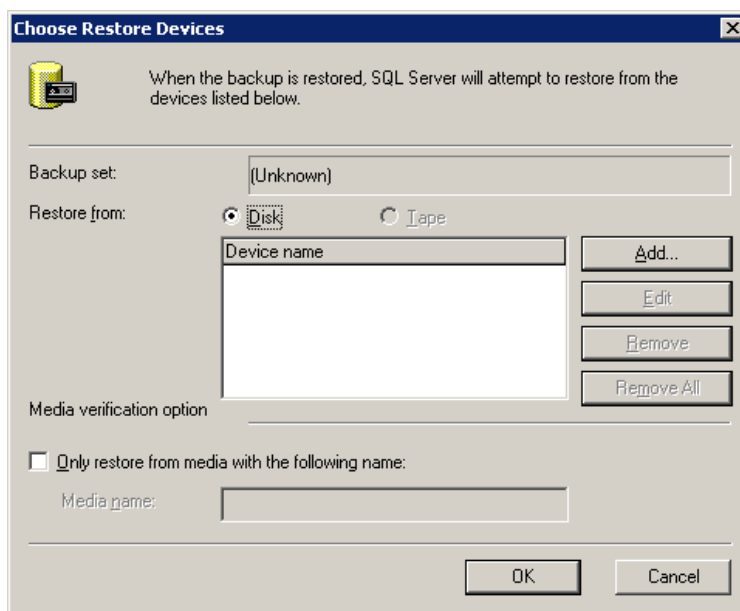 Choose Restore Devices
When the backup is restored, SQL Server will attempt to restore from the
devices listed below.
Backup set:
(Unknown)
Restore from:
Disk
Tape
Device name
Add...
Edit
Remove
Remove All
Media verification option
Only restore from media with the following name:
Media name:
OK
Cancel